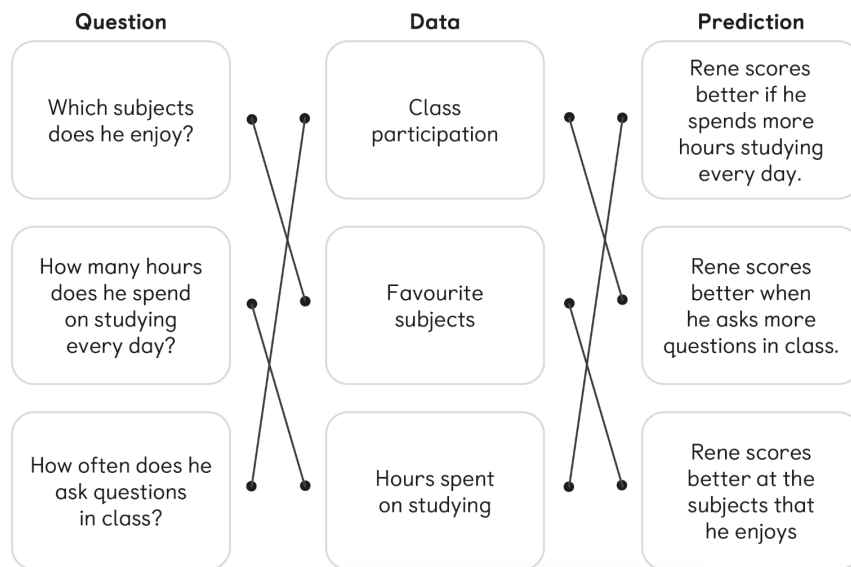 Question
Data
Prediction
Which subjects
does he enjoy?
Class
participation
Rene scores
better if he
spends more
hours studying
every day.
How many hours
does he spend
on studying
every day?
Favourite
subjects
Rene scores
better when
he asks more
questions in class.
How often does he
ask questions
in class?
Hours spent
on studying
Rene scores
better at the
subjects that
he enjoys